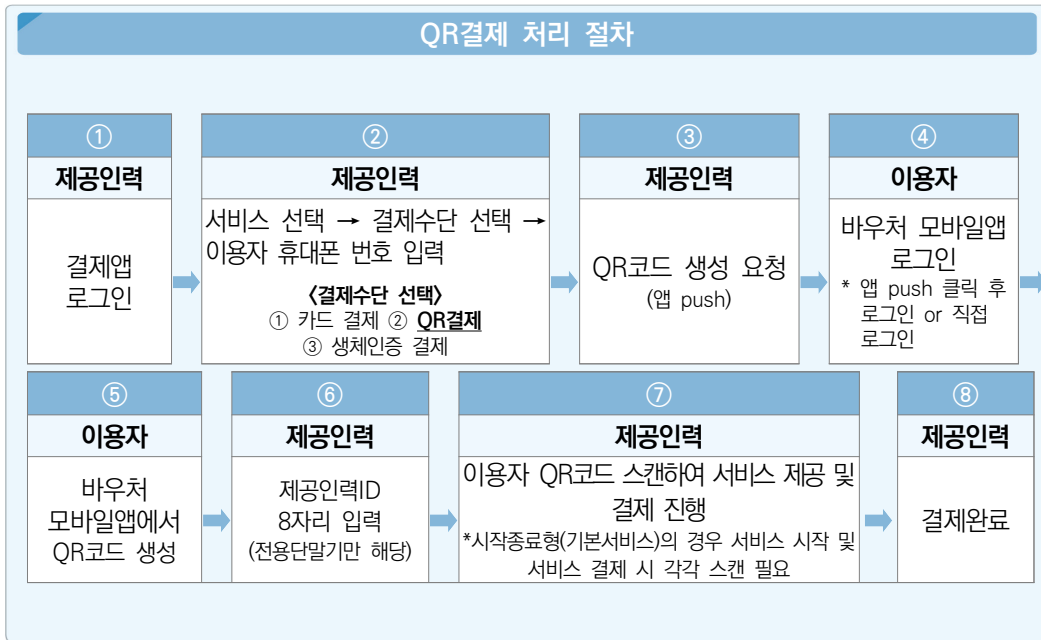 QR결제 처리 절차
①
제공인력
결제앱
로그인
②
제공인력
서비스 선택 → 결제수단 선택 →
이용자 휴대폰 번호 입력
〈결제수단 선택〉
① 카드 결제 ② QR결제
③ 생체인증 결제
③
제공인력
QR코드 생성 요청
(앱 push)
④
이용자
바우처 모바일앱
로그인
* 앱 push 클릭 후
로그인 or 직접
로그인
⑤
이용자
바우처
모바일앱에서
QR코드 생성
⑥
제공인력
제공인력ID
8자리 입력
(전용단말기만 해당)
⑦
제공인력
이용자 QR코드 스캔하여 서비스 제공 및
결제 진행
*시작종료형(기본서비스)의 경우 서비스 시작 및
서비스 결제 시 각각 스캔 필요
⑧
제공인력
결제완료